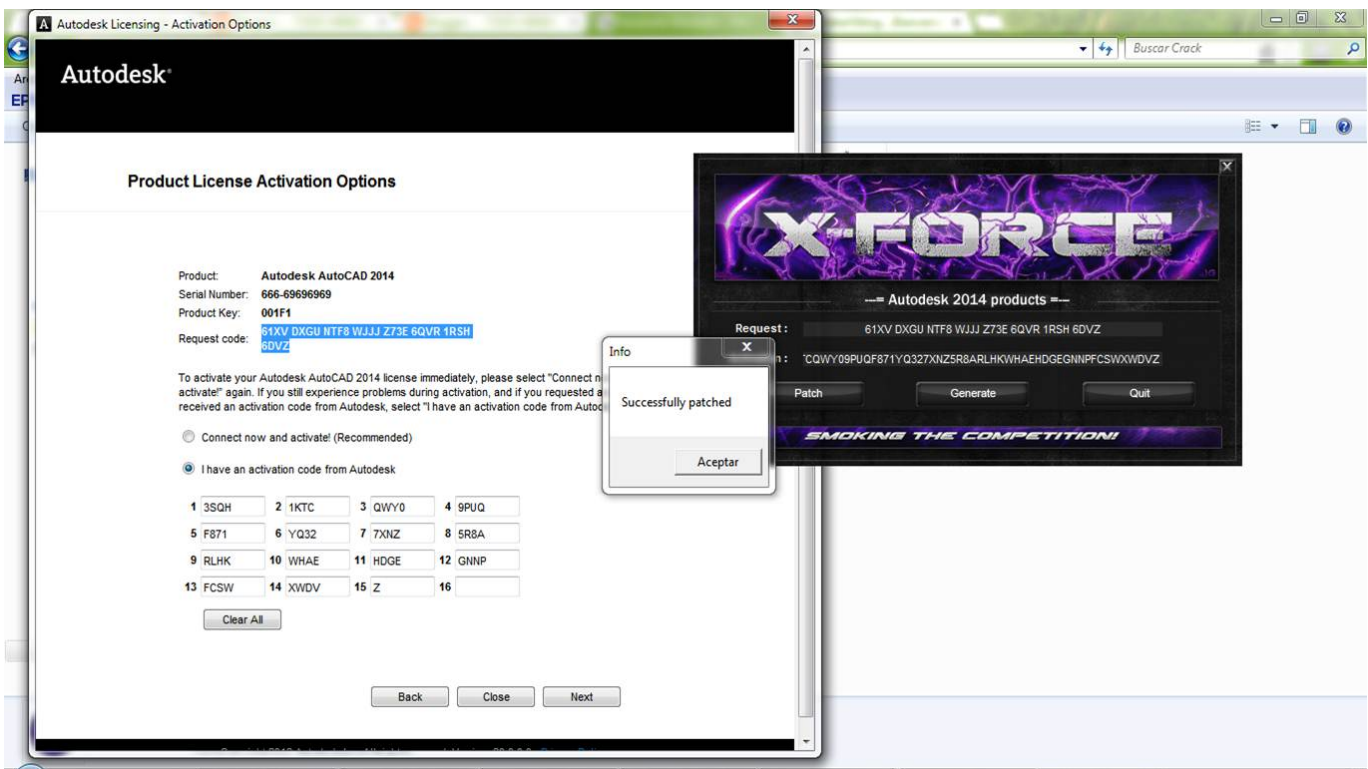 Autodesk Licensing - Activation Options
Buscar Crack
Autodesk
Product License Activation Options
Product: Autodesk AutoCAD 2014
Serial Number: 666-69696969
Product Key: 001F1
Request code: 61XV DXGU NTF8 WJJJ Z73E 6QVR 1RSH
6DVZ
To activate your Autodesk AutoCAD 2014 license immediately, please select "Connect
activate!" again. If you still experience problems during activation, and if you requested
received an activation code from Autodesk, select "I have an activation code from
Connect now and activate! (Recommended)
I have an activation code from Autodesk
1 3SQH 2 1KTC 3 QWY0 4 9PUQ
5 F871 6 YQ32 7 7XNZ 8 5R8A
9 RLHK 10 WHAE 11 HDGE 12 GNNP
13 FCSW 14 XWDV 15 Z 16
Clear All
Back Close Next
Info
Successfully patched
Aceptar
X-FORCE
---= Autodesk 2014 products =---
Request : 61XV DXGU NTF8 WJJJ Z73E 6QVR 1RSH 6DVZ
TCQWY09PUQF871YQ327XNZ5R8ARLHKWHAEHDGEGNNPFCSWXWDVZ
Patch Generate Quit
SMOKING THE COMPETITION!